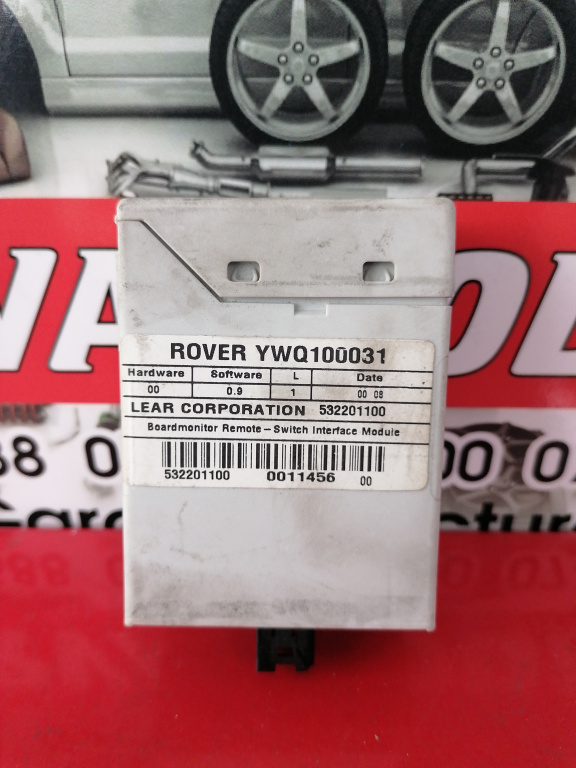 ROVER YWQ100031
Hardware Software L Date
00 0.9 1 00 08
LEAR CORPORATION 532201100
Boardmonitor Remote – Switch Interface Module
532201100 0011456 00